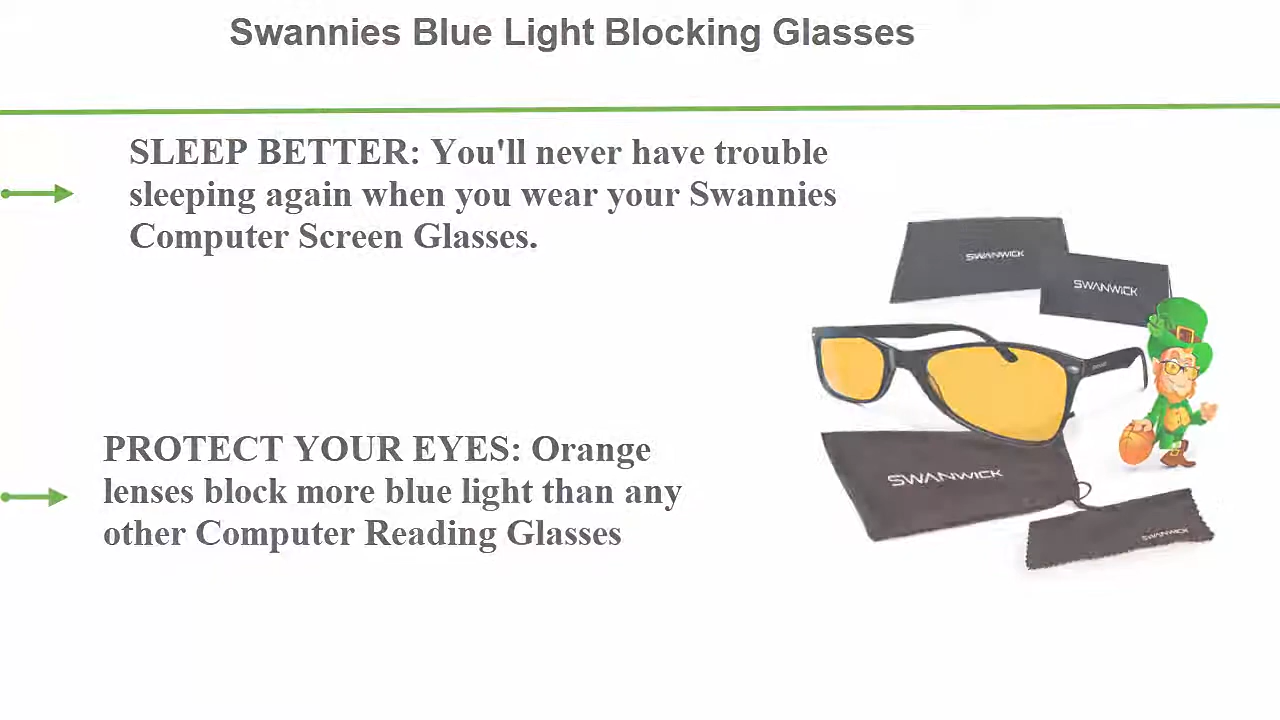 Swannies Blue Light Blocking Glasses
SLEEP BETTER: You'll never have trouble
sleeping again when you wear your Swannies
Computer Screen Glasses.
SWANWICK
SWANWICK
PROTECT YOUR EYES: Orange
lenses block more blue light than any
other Computer Reading Glasses
SWANWICK
SWANWICK